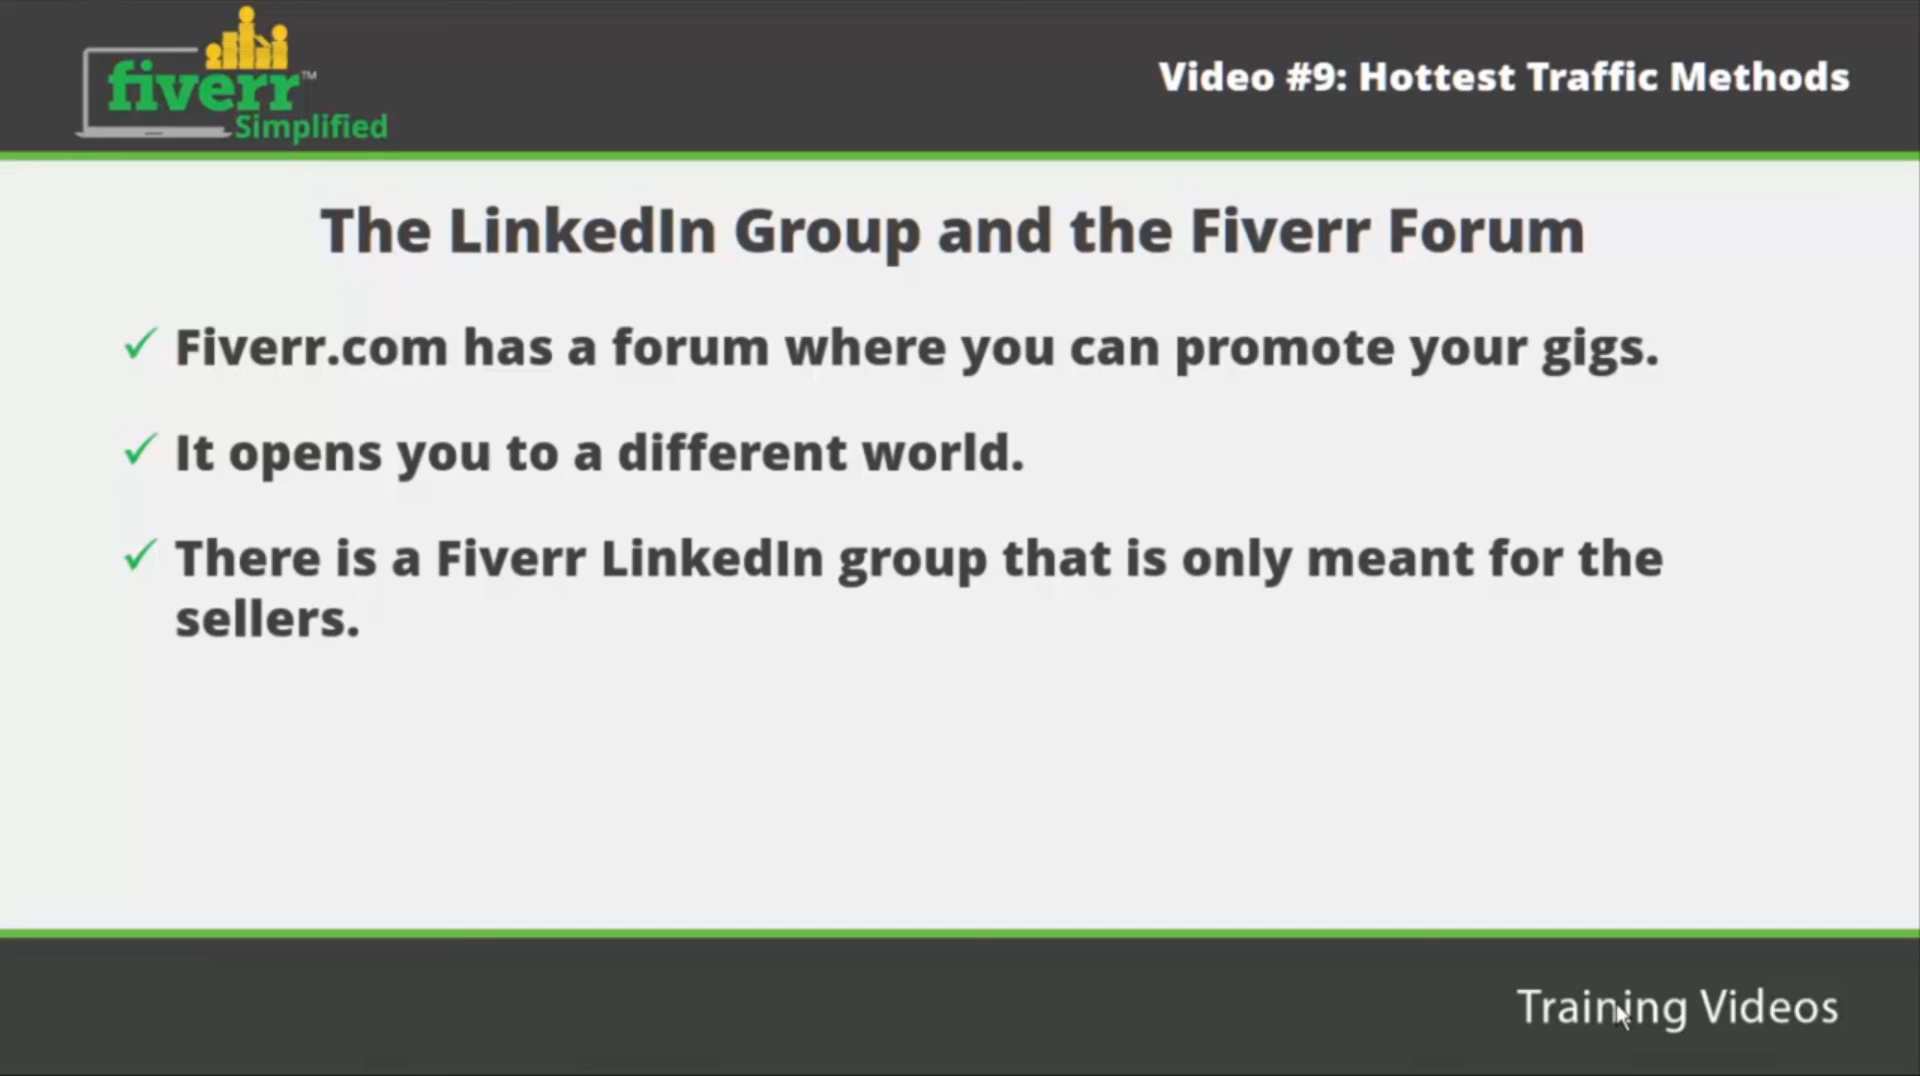 fiverr™
Simplified
Video #9: Hottest Traffic Methods
The LinkedIn Group and the Fiverr Forum
✓ Fiverr.com has a forum where you can promote your gigs.
✓ It opens you to a different world.
✓ There is a Fiverr LinkedIn group that is only meant for the
sellers.
Training Videos